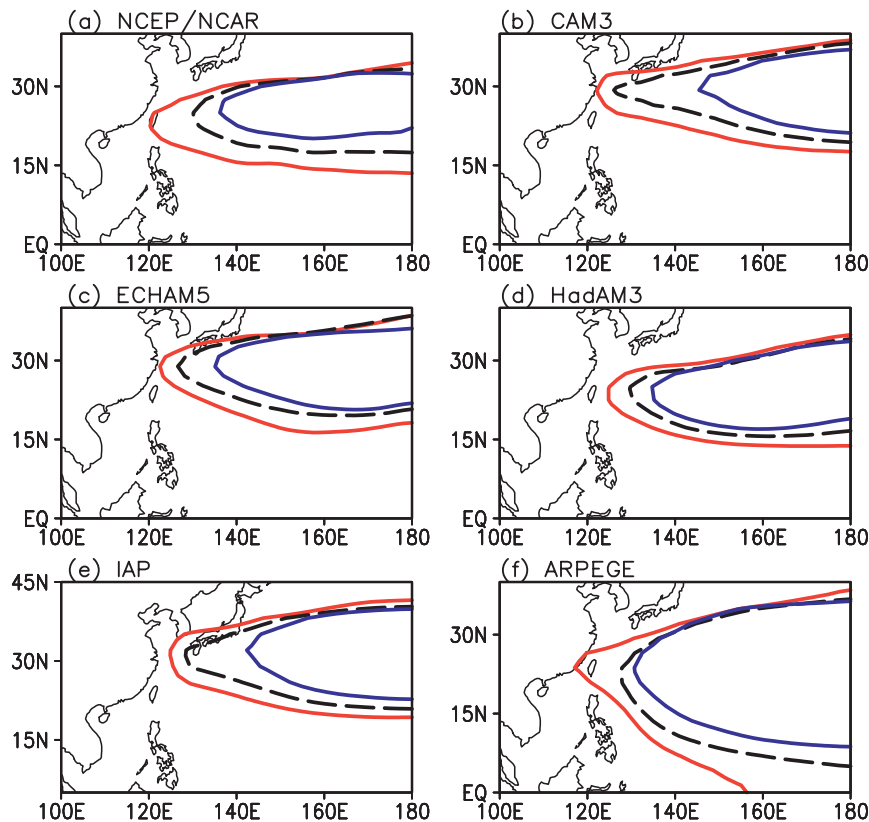 (a) NCEP/NCAR
30N
15N
EQ
100E 120E 140E 160E 180
(b) CAM3
30N
15N
EQ
100E 120E 140E 160E 180
(c) ECHAM5
30N
15N
EQ
100E 120E 140E 160E 180
(d) HadAM3
30N
15N
EQ
100E 120E 140E 160E 180
(e) IAP
45N
30N
15N
100E 120E 140E 160E 180
(f) ARPEGE
30N
15N
EQ
100E 120E 140E 160E 180